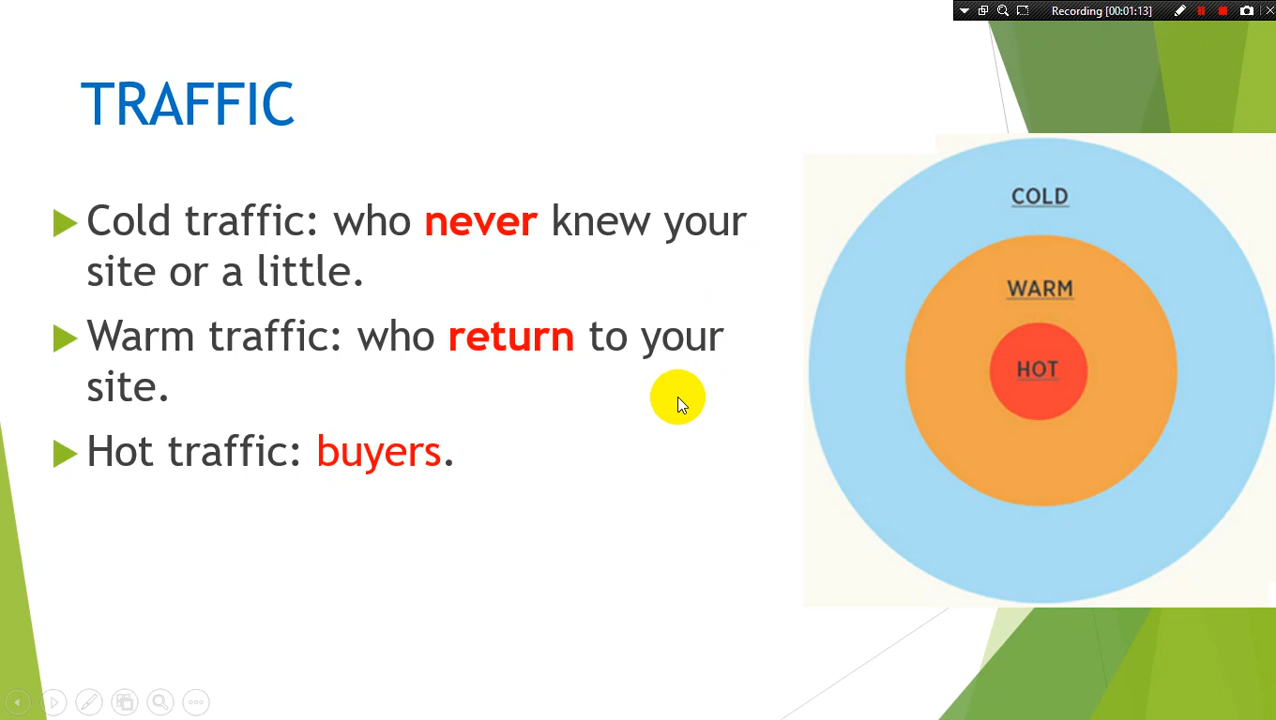 Recording [00:01:13]
TRAFFIC
Cold traffic: who never knew your
site or a little.
Warm traffic: who return to your
site.
Hot traffic: buyers.
COLD
WARM
HOT